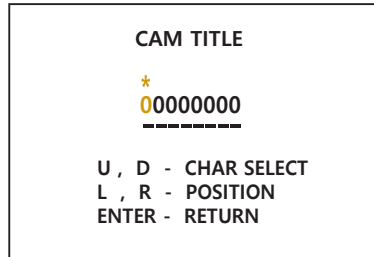 CAM TITLE
*
00000000
U , D - CHAR SELECT
L , R - POSITION
ENTER - RETURN